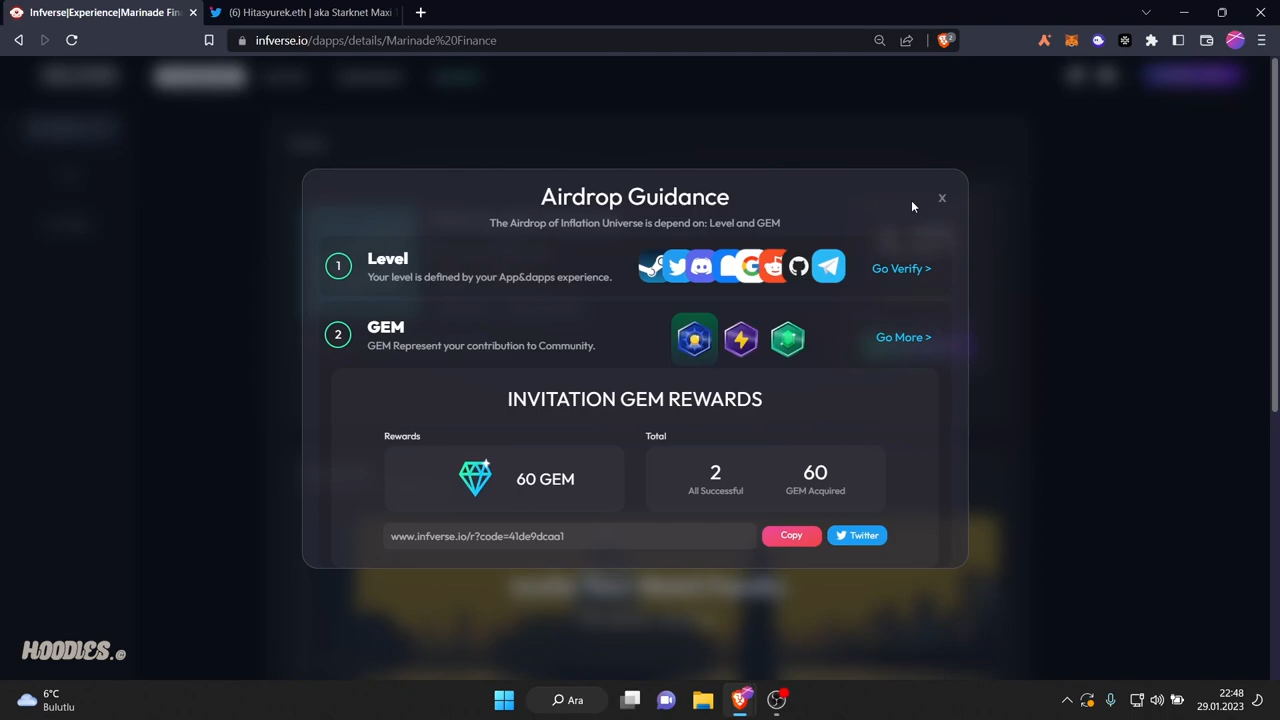 Infverse|Experience|Marinade Fin
(6) Hitasyurek.eth | aka Starknet Maxi
infverse.io/dapps/details/Marinade%20Finance
2
Airdrop Guidance
x
The Airdrop of Inflation Universe is depend on: Level and GEM
1
Level
Your level is defined by your App&dapps experience.
Go Verify >
2
GEM
GEM Represent your contribution to Community.
Go More >
INVITATION GEM REWARDS
Rewards
Total
60 GEM
2
60
All Successful
GEM Acquired
www.infverse.io/r?code=41de9dcaa1
Copy
Twitter
HOODIES.
6°C
Bulutlu
Ara
22:48
29.01.2023